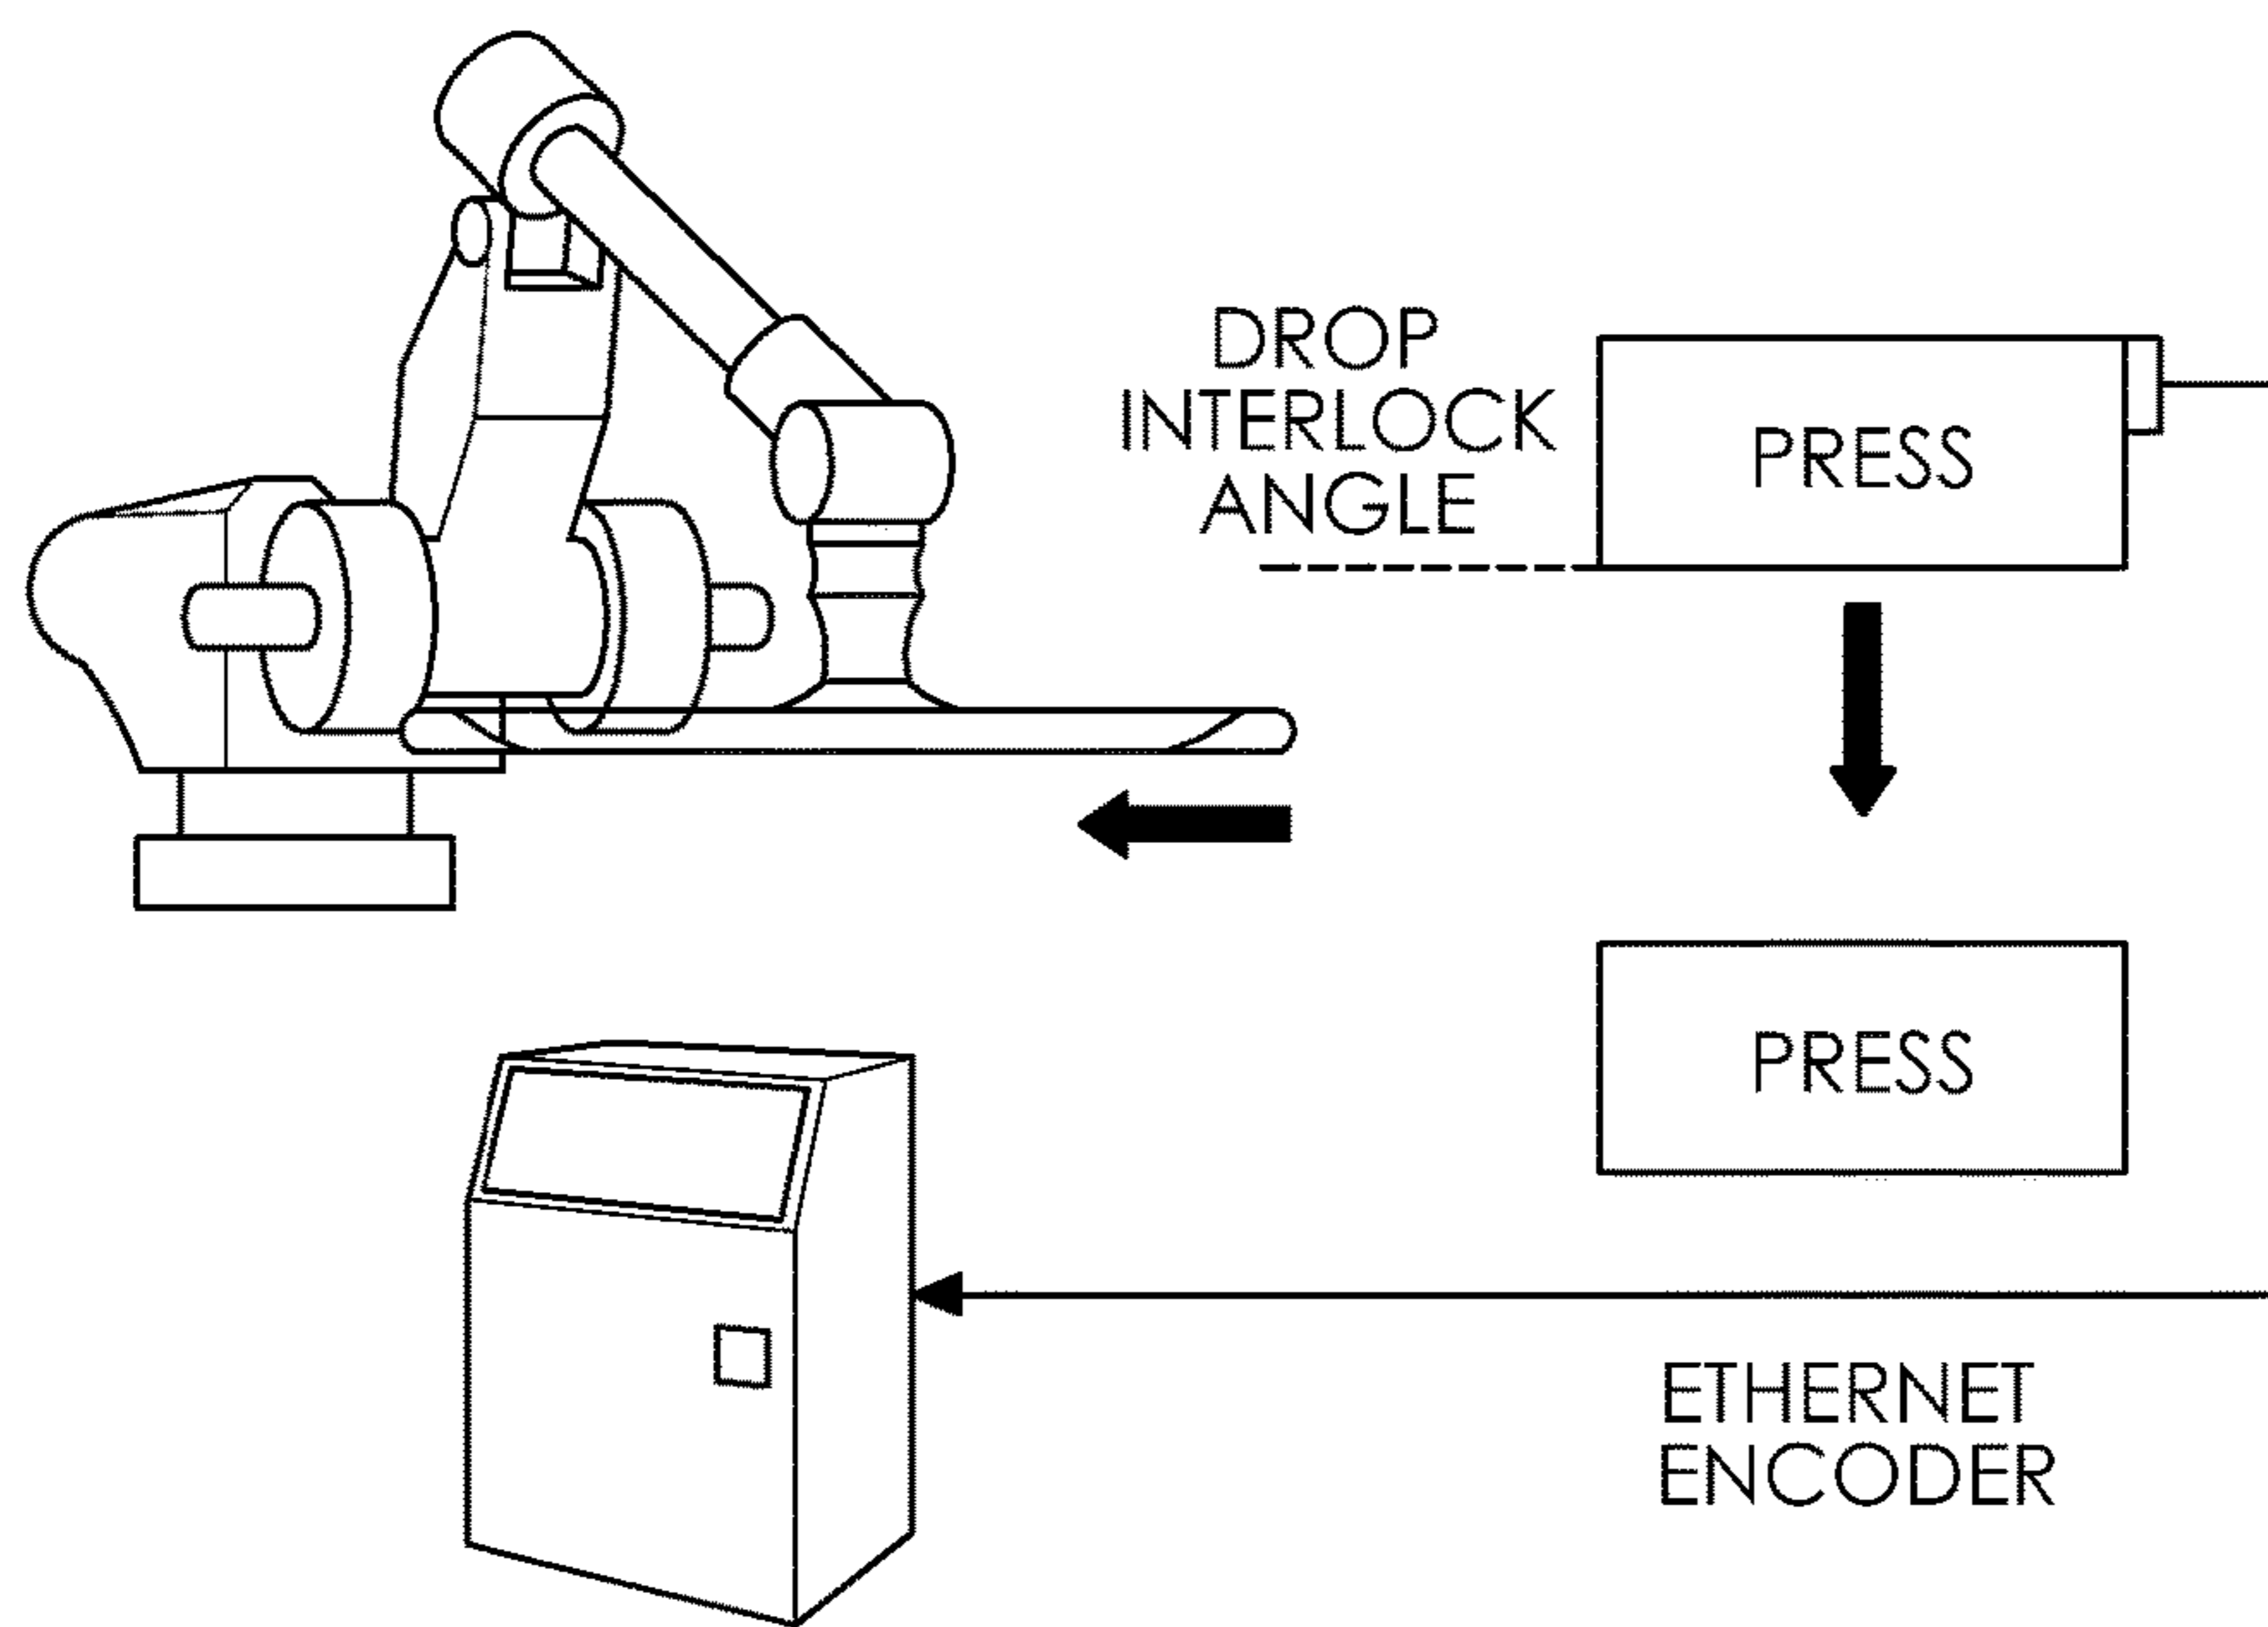 DROP
INTERLOCK
ANGLE
PRESS
PRESS
ETHERNET
ENCODER